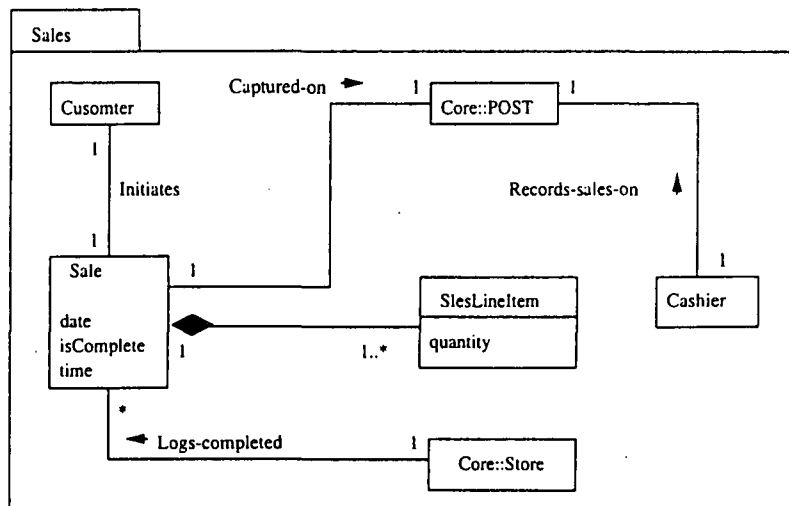 Sales
Captured-on
Cusomter
1
Core::POST
1
1
Initiates
Records-sales-on
1
Sale
1
1
SlesLineItem
Cashier
date
isComplete
time
1
1..*
quantity
*
Logs-completed
1
Core::Store